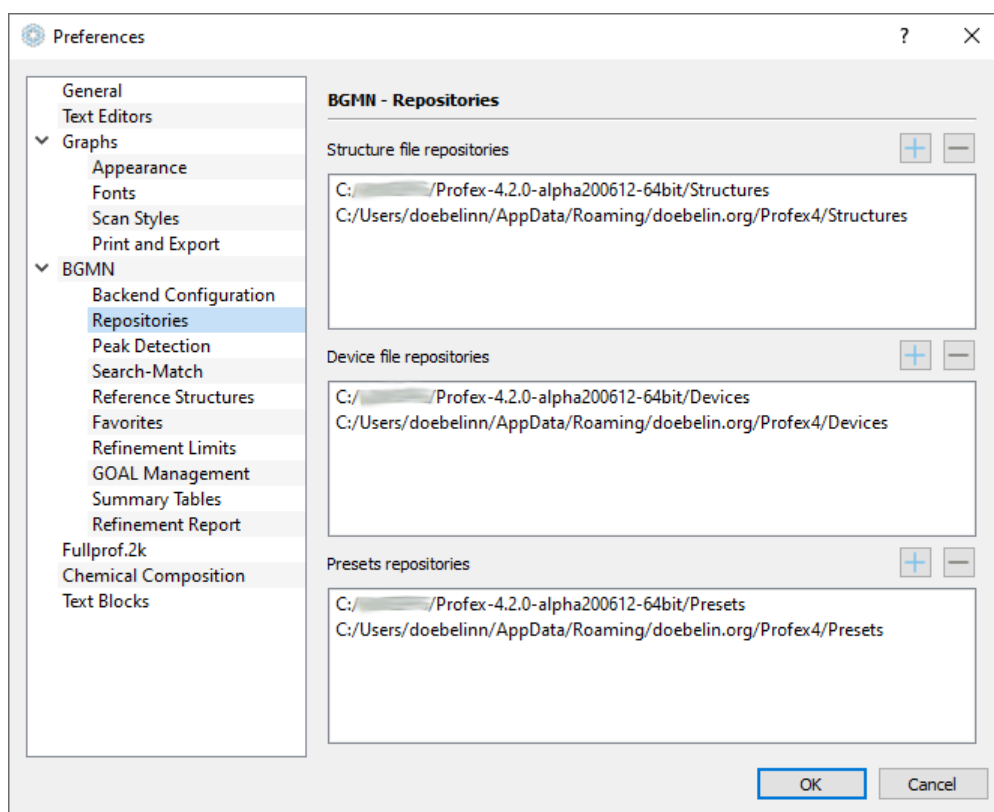 Preferences
?
General
Text Editors
Graphs
Appearance
Fonts
Scan Styles
Print and Export
BGMN
Backend Configuration
Repositories
Peak Detection
Search-Match
Reference Structures
Favorites
Refinement Limits
GOAL Management
Summary Tables
Refinement Report
Fullprof.2k
Chemical Composition
Text Blocks
BGMN - Repositories
Structure file repositories
C:/ /Profex-4.2.0-alpha200612-64bit/Structures
C:/Users/doebelinn/AppData/Roaming/doebelin.org/Profex4/Structures
Device file repositories
C:/ /Profex-4.2.0-alpha200612-64bit/Devices
C:/Users/doebelinn/AppData/Roaming/doebelin.org/Profex4/Devices
Presets repositories
C:/ /Profex-4.2.0-alpha200612-64bit/Presets
C:/Users/doebelinn/AppData/Roaming/doebelin.org/Profex4/Presets
OK Cancel